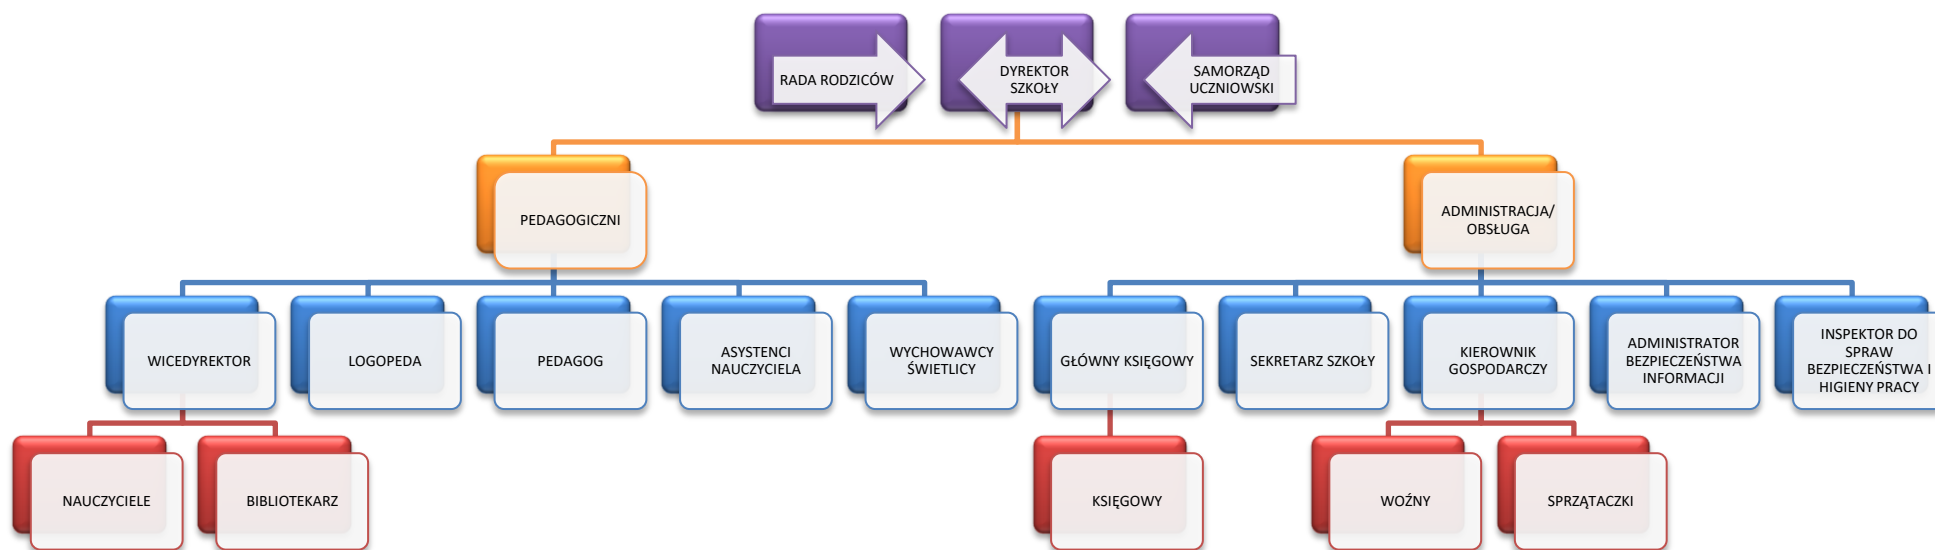 RADA RODZICÓW
DYREKTOR
SZKOŁY
SAMORZĄD
UCZNIOWSKI
PEDAGOGICZNI
ADMINISTRACJA/
OBSŁUGA
WICEDYREKTOR
LOGOPEDA
PEDAGOG
ASYSTENCI
NAUCZYCIELA
WYCHOWAWCY
ŚWIETLICY
GŁÓWNY KSIĘGOWY
SEKRETARZ SZKOŁY
KIEROWNIK
GOSPODARCZY
ADMINISTRATOR
BEZPIECZEŃSTWA
INFORMACJI
INSPEKTOR DO
SPRAW
BEZPIECZEŃSTWA I
HIGIENY PRACY
NAUCZYCIELE
BIBLIOTEKARZ
KSIĘGOWY
WOŹNY
SPRZĄTACZKI